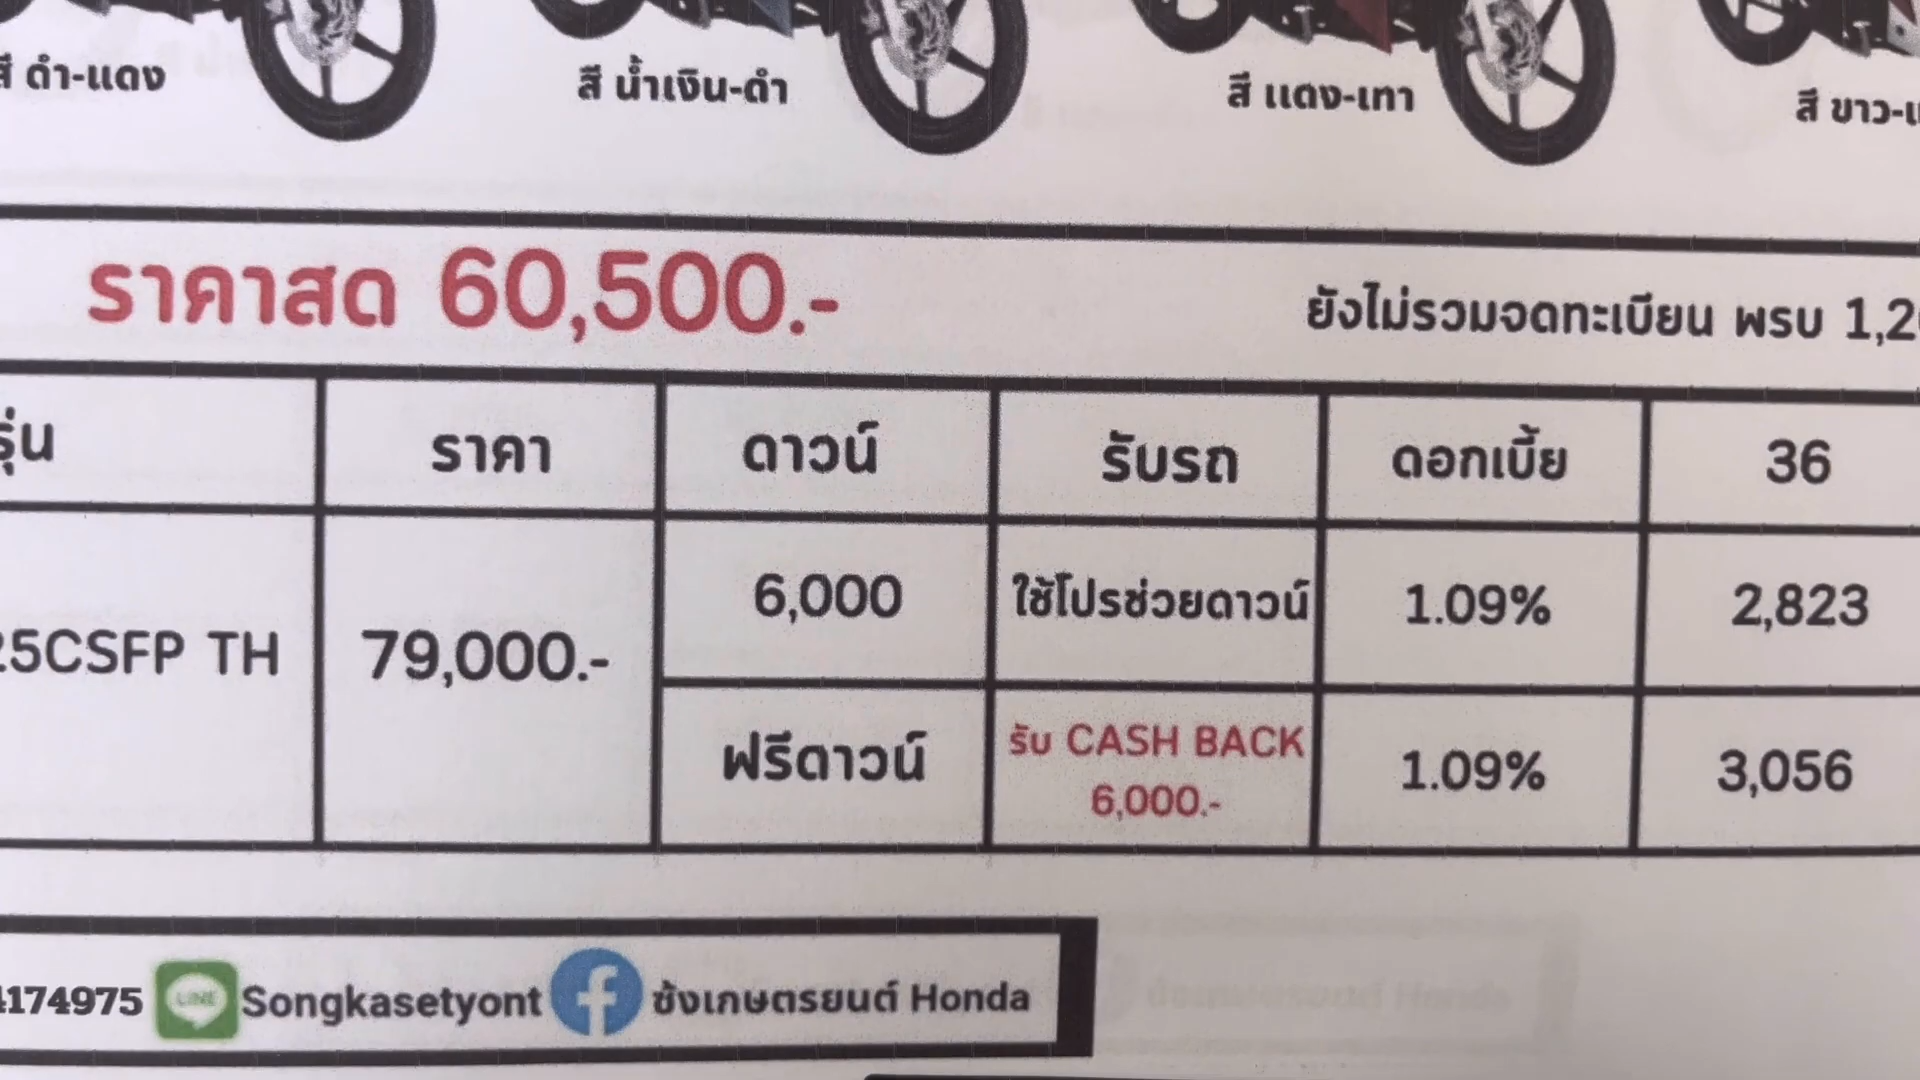 สี ดำ-แดง สี น้ำเงิน-ดำ สี แดง-เทา สี ขาว-
ราคาสด 60,500.- ยังไม่รวมจดทะเบียน พรบ 1,2
รุ่น ราคา ดาวน์ รับรถ ดอกเบี้ย 36
25CSFP TH 79,000.- 6,000 ใช้โปรช่วยดาวน์ 1.09% 2,823
ฟรีดาวน์ รับ CASH BACK 6,000.- 1.09% 3,056
4174975 LINE Songkasetyont ซ้งเกษตรยนต์ Honda